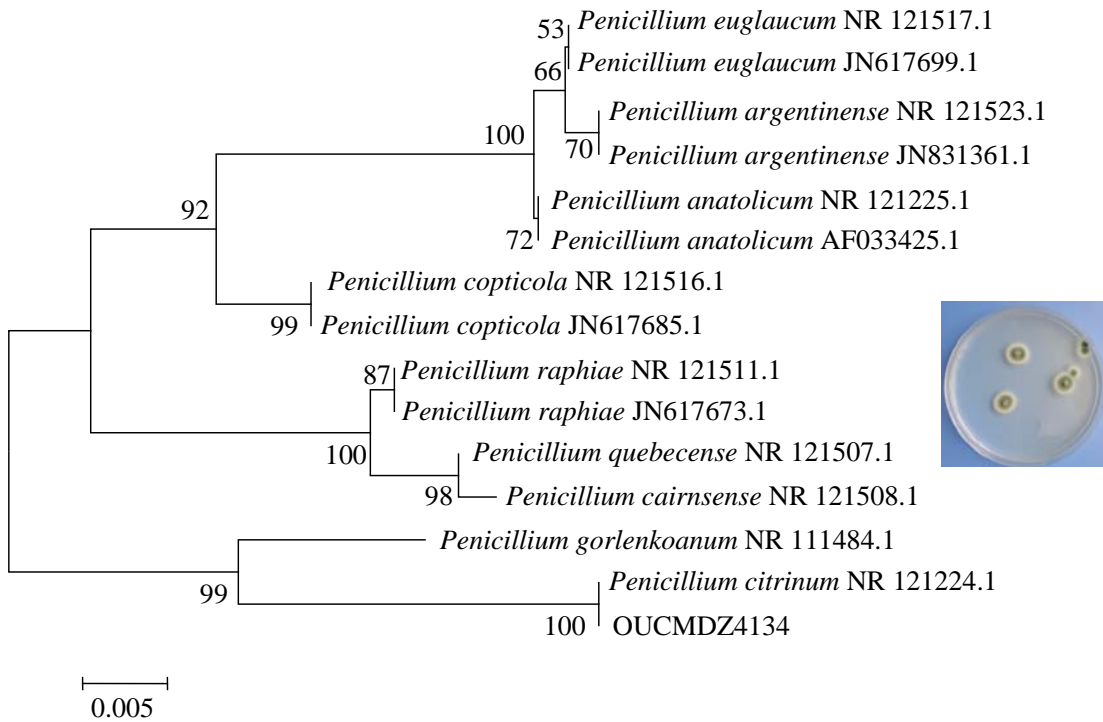 53
Penicillium euglaucum NR 121517.1
Penicillium euglaucum JN617699.1
66
Penicillium argentinense NR 121523.1
100
70
Penicillium argentinense JN831361.1
Penicillium anatolicum NR 121225.1
92
72
Penicillium anatolicum AF033425.1
Penicillium copticola NR 121516.1
99
Penicillium copticola JN617685.1
87
Penicillium raphiae NR 121511.1
Penicillium raphiae JN617673.1
100
Penicillium quebecense NR 121507.1
98
Penicillium cairnsense NR 121508.1
Penicillium gorlenkoanum NR 111484.1
99
Penicillium citrinum NR 121224.1
100
OUCMDZ4134
0.005